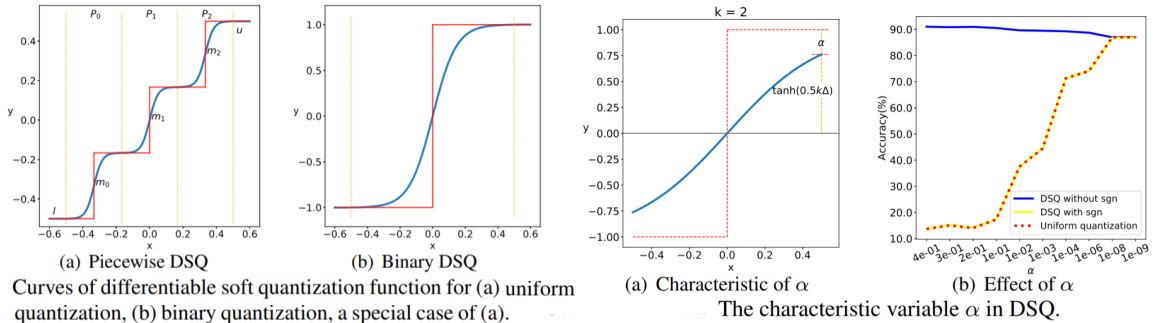 P0 P1 P2
u
m2
m1
m0
l
y
0.4
0.2
0.0
−0.2
−0.4
−0.6 −0.4 −0.2 0.0 0.2 0.4 0.6
x
(a) Piecewise DSQ
y
1.0
0.5
0.0
−0.5
−1.0
−0.6 −0.4 −0.2 0.0 0.2 0.4 0.6
x
(b) Binary DSQ
Curves of differentiable soft quantization function for (a) uniform
quantization, (b) binary quantization, a special case of (a).
k = 2
α
tanh(0.5kΔ)
y
1.00
0.75
0.50
0.25
0.00
−0.25
−0.50
−0.75
−1.00
−0.4 −0.2 0.0 0.2 0.4
x
(a) Characteristic of α
Accuracy(%)
90.0
80.0
70.0
60.0
50.0
40.0
30.0
20.0
10.0
DSQ without sgn
DSQ with sgn
Uniform quantization
4e-01 3e-01 2e-01 1e-01 1e-02 1e-03 1e-04 1e-06 1e-08 1e-09
α
(b) Effect of α
The characteristic variable α in DSQ.